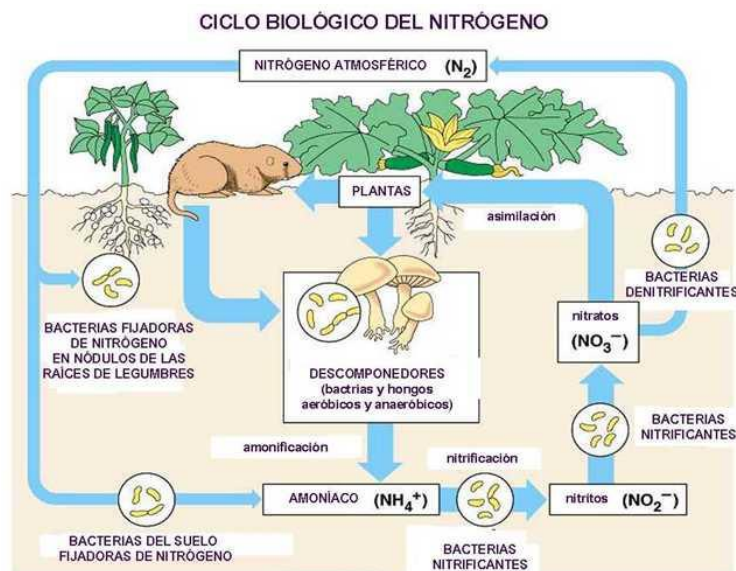 CICLO BIOLÓGICO DEL NITRÓGENO
NITRÓGENO ATMOSFÉRICO (N₂)
PLANTAS
asimilación
BACTERIAS
DENITRIFICANTES
BACTERIAS FIJADORAS
DE NITRÓGENO
EN NÓDULOS DE LAS
RAÍCES DE LEGUMBRES
nitratos
(NO₃⁻)
DESCOMPONEDORES
(bactrias y hongos
aeróbicos y anaeróbicos)
BACTERIAS
NITRIFICANTES
amonificación
nitrificación
AMONÍACO (NH₄⁺)
nitritos (NO₂⁻)
BACTERIAS DEL SUELO
FIJADORAS DE NITRÓGENO
BACTERIAS
NITRIFICANTES